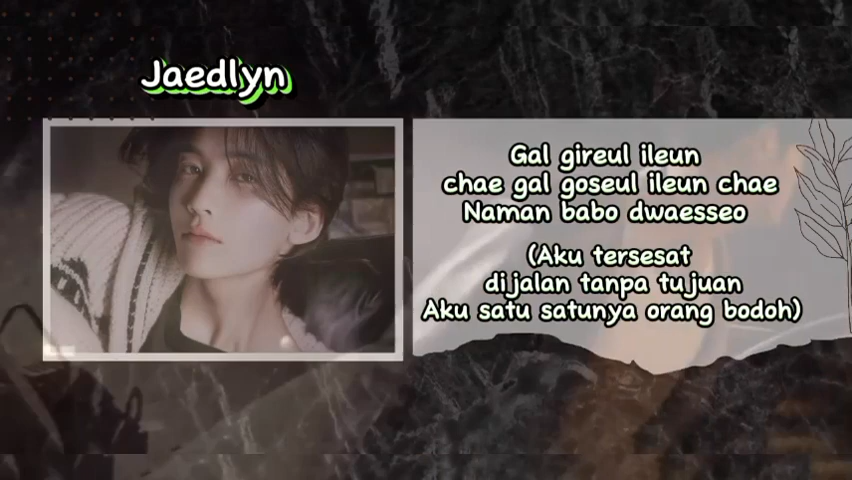 Jaedlyn
Gal gireul ileun
chae gal goseul ileun chae
Naman babo dwaesseo
(Aku tersesat
dijalan tanpa tujuan
Aku satu satunya orang bodoh)